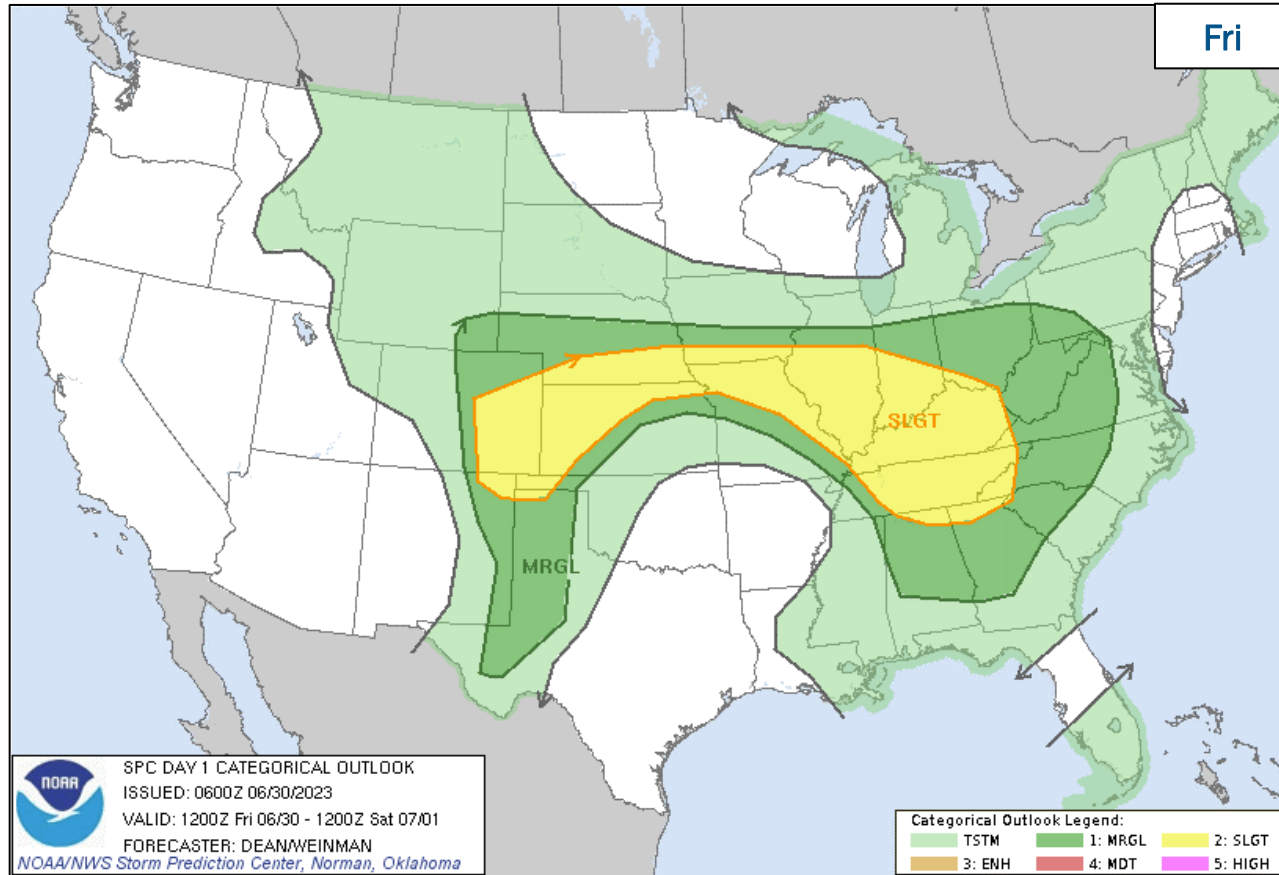 Fri
SLGT
MRGL
NOAA
SPC DAY 1 CATEGORICAL OUTLOOK
ISSUED: 0600Z 06/30/2023
VALID: 1200Z Fri 06/30 - 1200Z Sat 07/01
FORECASTER: DEAN/WEINMAN
NOAA/NWS Storm Prediction Center, Norman, Oklahoma
Categorical Outlook Legend:
TSTM 1: MRGL 2: SLGT
3: ENH 4: MDT 5: HIGH